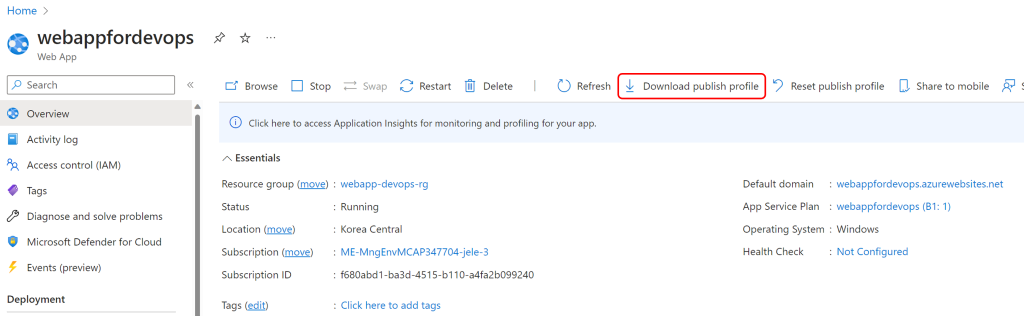 Home
webappfordevops
...
Web App
Search
«
Browse Stop Swap Restart Delete Refresh Download publish profile Reset publish profile Share to mobile S
Overview
Activity log
Access control (IAM)
Tags
Diagnose and solve problems
Microsoft Defender for Cloud
Events (preview)
Deployment
Click here to access Application Insights for monitoring and profiling for your app.
Essentials
Resource group (move) : webapp-devops-rg
Status : Running
Location (move) : Korea Central
Subscription (move) : ME-MngEnvMCAP347704-jele-3
Subscription ID : f680abd1-ba3d-4515-b110-a4fa2b099240
Tags (edit) : Click here to add tags
Default domain : webappfordevops.azurewebsites.net
App Service Plan : webappfordevops (B1: 1)
Operating System : Windows
Health Check : Not Configured